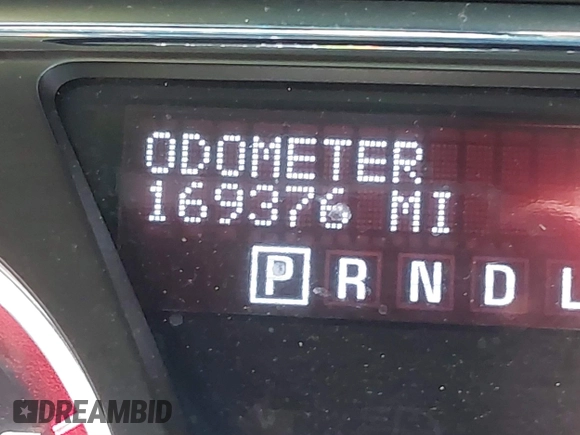 ODOMETER
169376 MI
P R N D L
DREAMBID